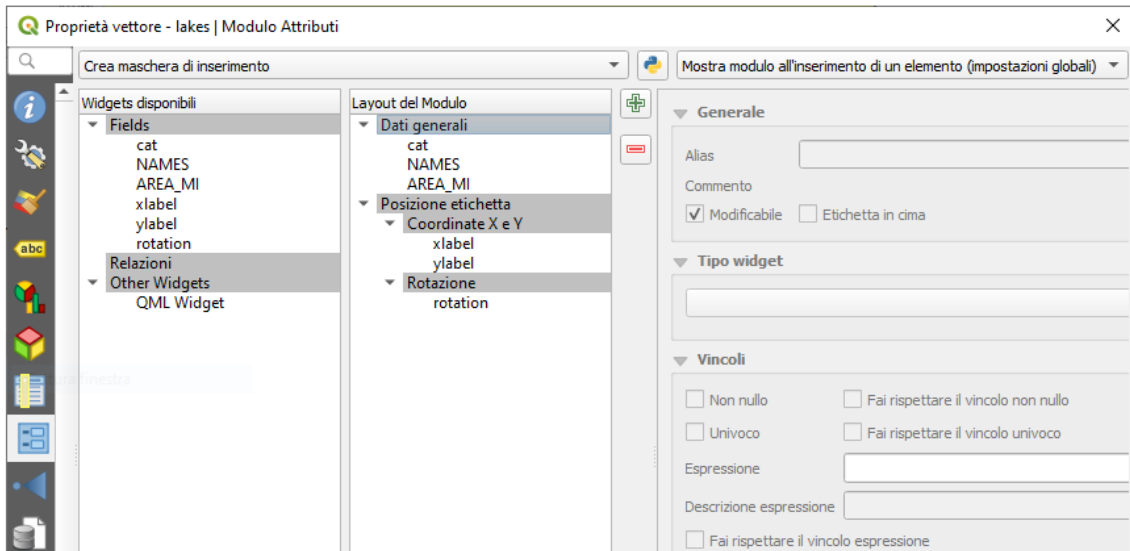 Proprietà vettore - lakes | Modulo Attributi
Crea maschera di inserimento
Mostra modulo all'inserimento di un elemento (impostazioni globali)
Widgets disponibili
Fields
cat
NAMES
AREA_MI
xlabel
ylabel
rotation
Relazioni
Other Widgets
QML Widget
Layout del Modulo
Dati generali
cat
NAMES
AREA_MI
Posizione etichetta
Coordinate X e Y
xlabel
ylabel
Rotazione
rotation
Generale
Alias
Commento
Modificabile Etichetta in cima
Tipo widget
Vincoli
Non nullo Fai rispettare il vincolo non nullo
Univoco Fai rispettare il vincolo univoco
Espressione
Descrizione espressione
Fai rispettare il vincolo espressione
abc
finestra